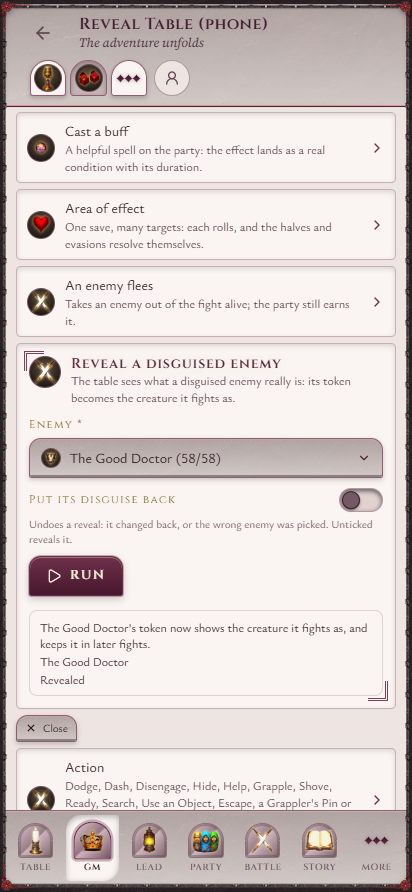 Reveal Table (phone)
The adventure unfolds
Cast a buff
A helpful spell on the party: the effect lands as a real
condition with its duration.
Area of effect
One save, many targets: each rolls, and the halves and
evasions resolve themselves.
An enemy flees
Takes an enemy out of the fight alive; the party still earns
it.
Reveal a disguised enemy
The table sees what a disguised enemy really is: its token
becomes the creature it fights as.
Enemy *
The Good Doctor (58/58)
Put its disguise back
Undoes a reveal: it changed back, or the wrong enemy was picked. Unticked
reveals it.
RUN
The Good Doctor's token now shows the creature it fights as, and
keeps it in later fights.
The Good Doctor
Revealed
Close
Action
Dodge, Dash, Disengage, Hide, Help, Grapple, Shove,
Ready, Search, Use an Object, Escape, a Grappler's Pin or
TABLE GM LEAD PARTY BATTLE STORY MORE